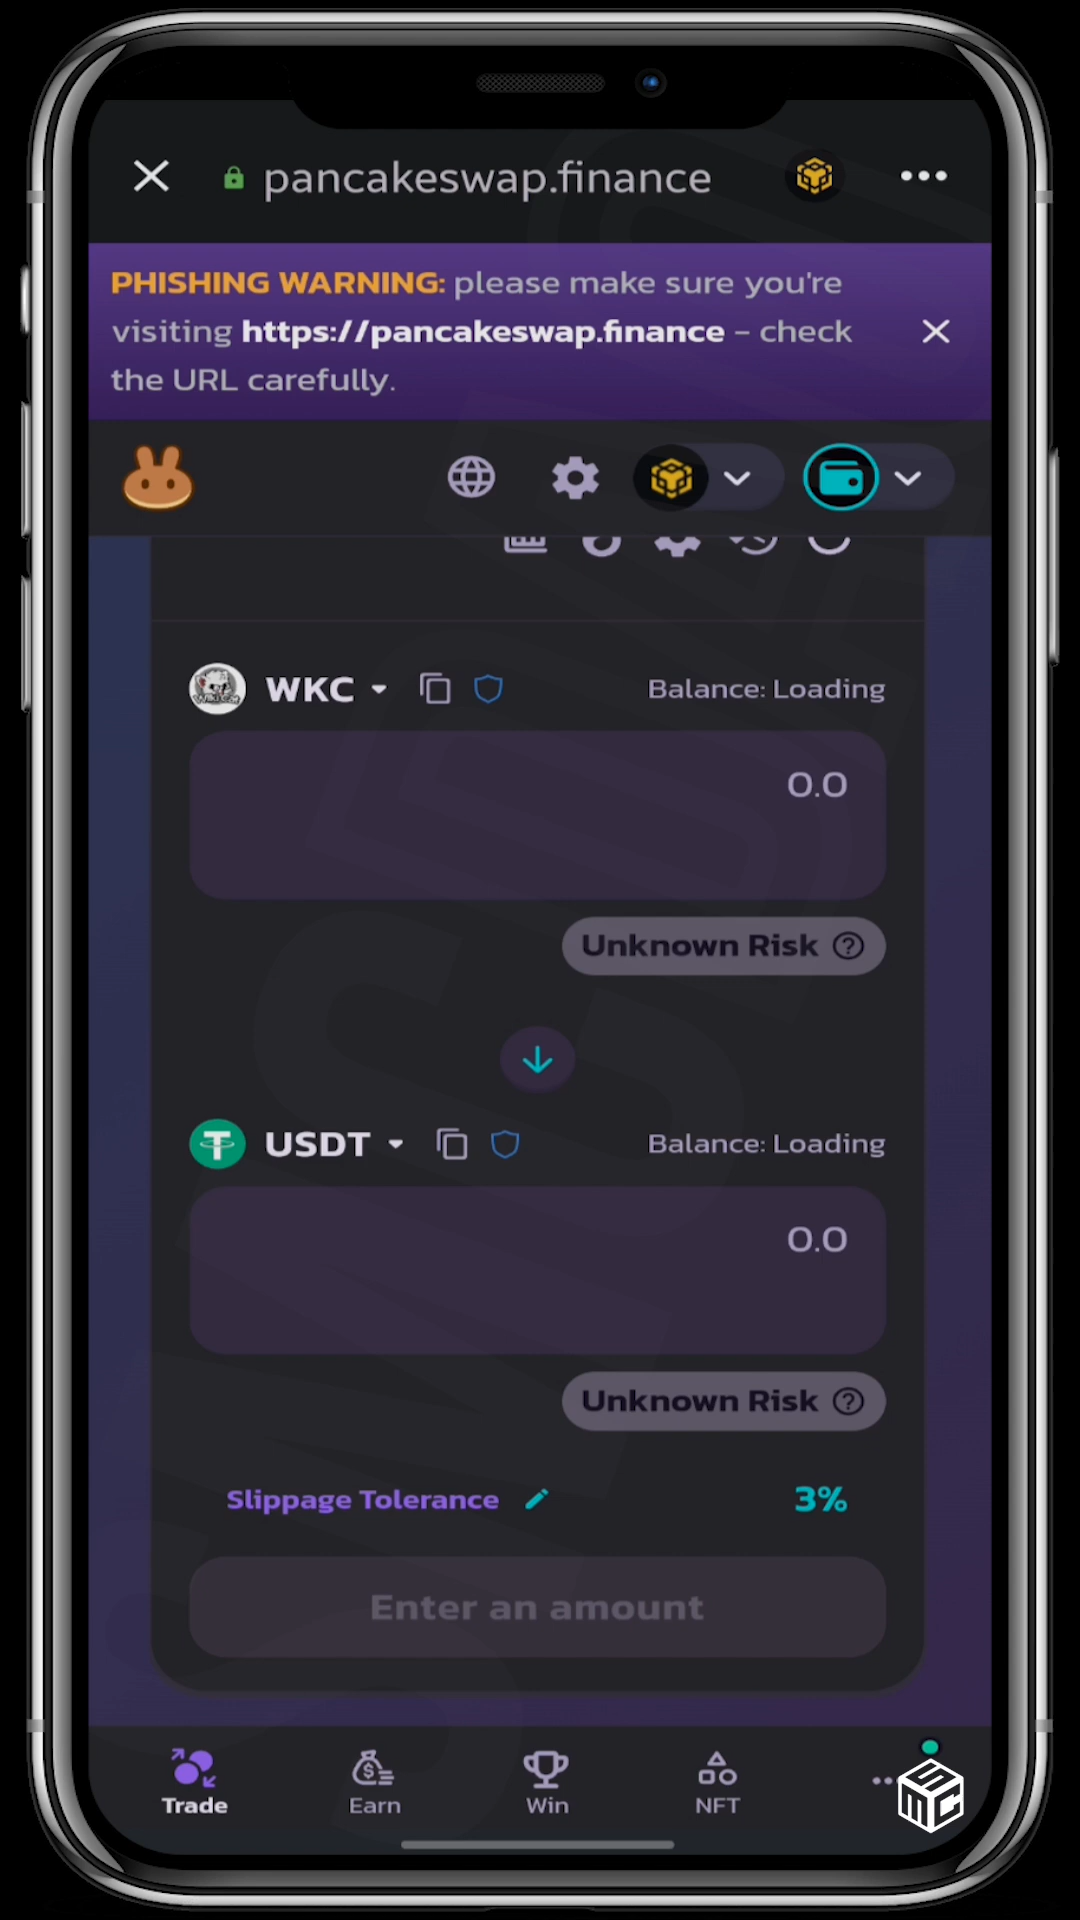 pancakeswap.finance
PHISHING WARNING: please make sure you're
visiting https://pancakeswap.finance - check
the URL carefully.
WKC
Balance: Loading
0.0
Unknown Risk
USDT
Balance: Loading
0.0
Unknown Risk
Slippage Tolerance
3%
Enter an amount
Trade
Earn
Win
NFT